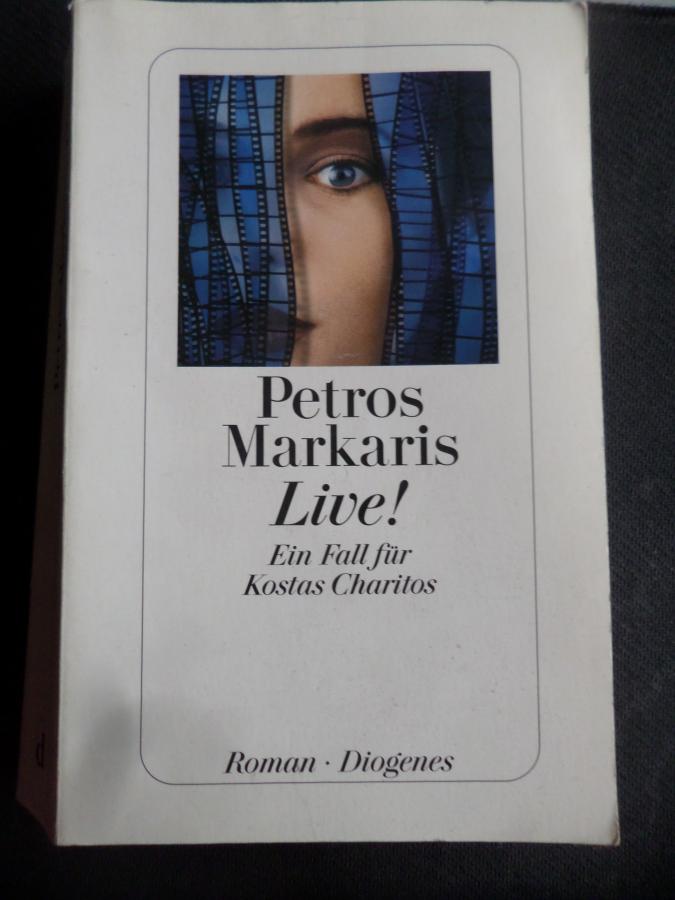 Petros
Markaris
Live!
Ein Fall für
Kostas Charitos
Roman · Diogenes